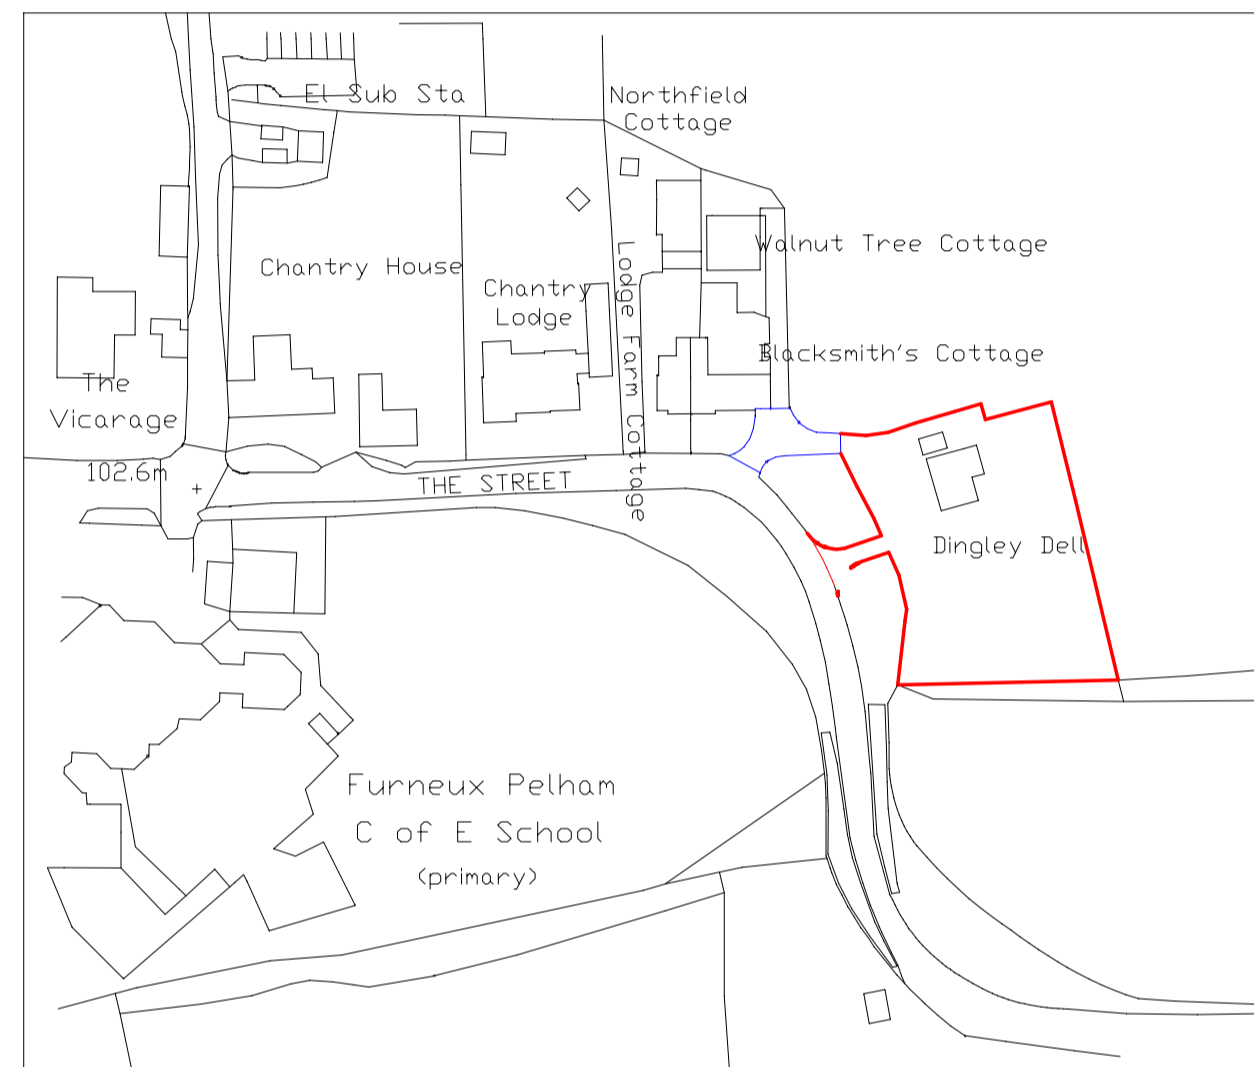 El Sub Sta
Northfield
Cottage
Walnut Tree Cottage
Chantry House
Chantry
Lodge
Lodge Farm Cottage
Blacksmith's Cottage
The
Vicarage
102.6m
THE STREET
Dingley Dell
Furneux Pelham
C of E School
(primary)